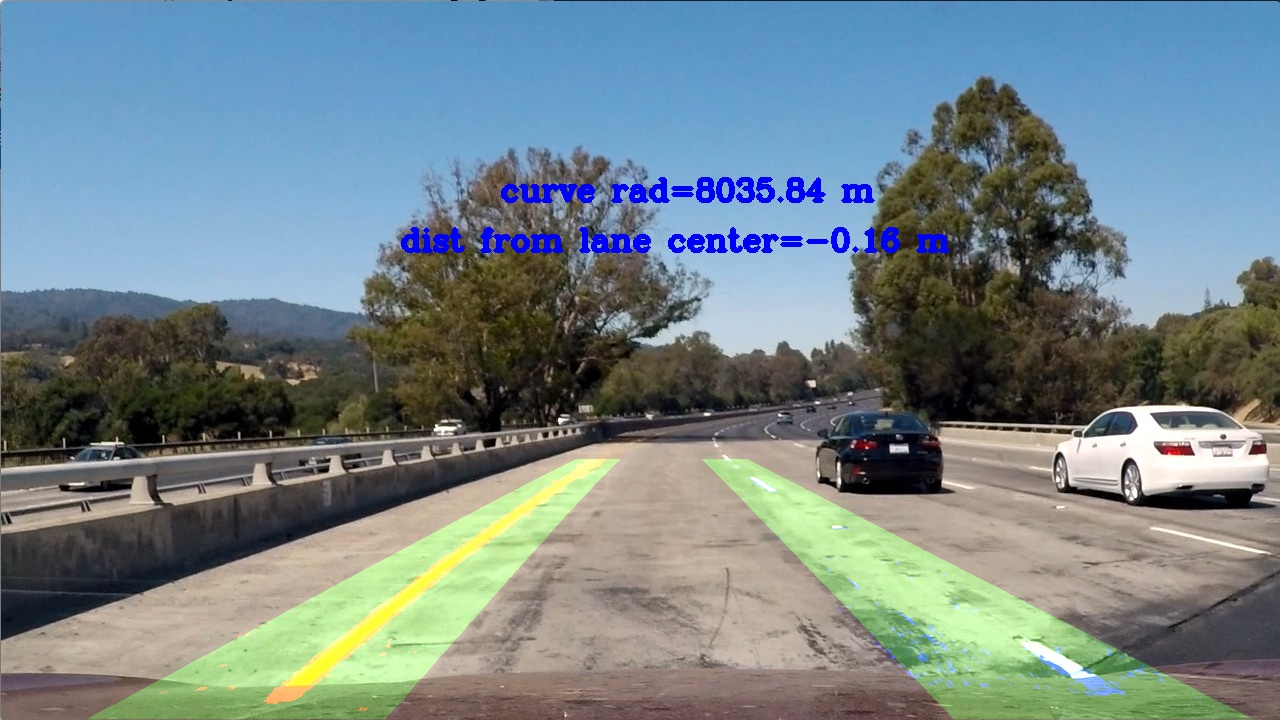 curve rad=8035.84 m
dist from lane center=-0.16 m